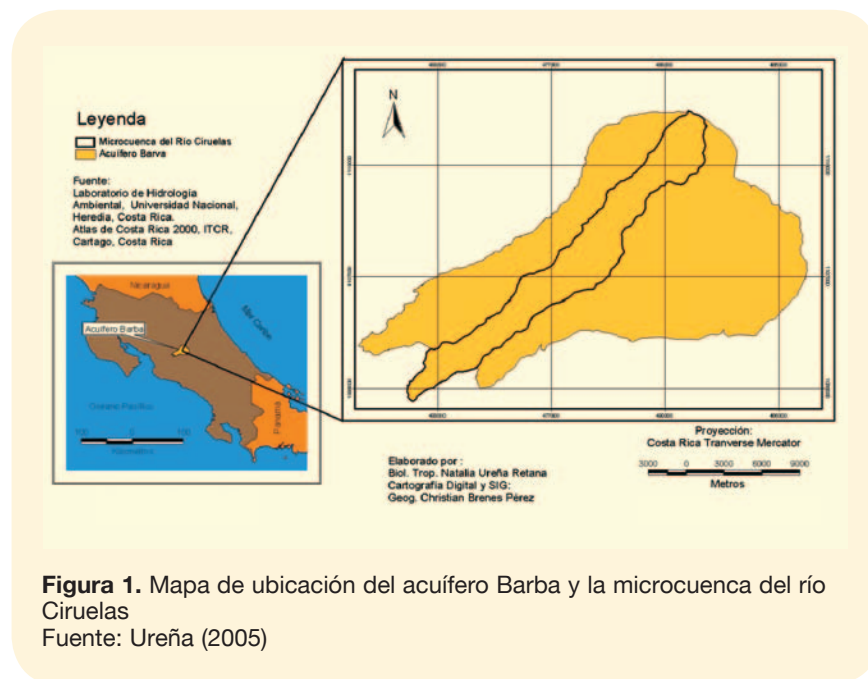 Leyenda
Microcuenca del Río Ciruelas
Acuífero Barva
Fuente:
Laboratorio de Hidrología
Ambiental, Universidad Nacional,
Heredia, Costa Rica.
Atlas de Costa Rica 2000, ITCR,
Cartago, Costa Rica
N
Nicaragua
Mar Caribe
Acuífero Barba
Oceano Pacífico
Panama
100 0 100
Kilometros
Elaborado por :
Biol. Trop. Natalia Ureña Retana
Cartografía Digital y SIG:
Geog. Christian Brenes Pérez
Proyección:
Costa Rica Tranverse Mercator
3000 0 3000 6000 9000
Metros
Figura 1. Mapa de ubicación del acuífero Barba y la microcuenca del río
Ciruelas
Fuente: Ureña (2005)